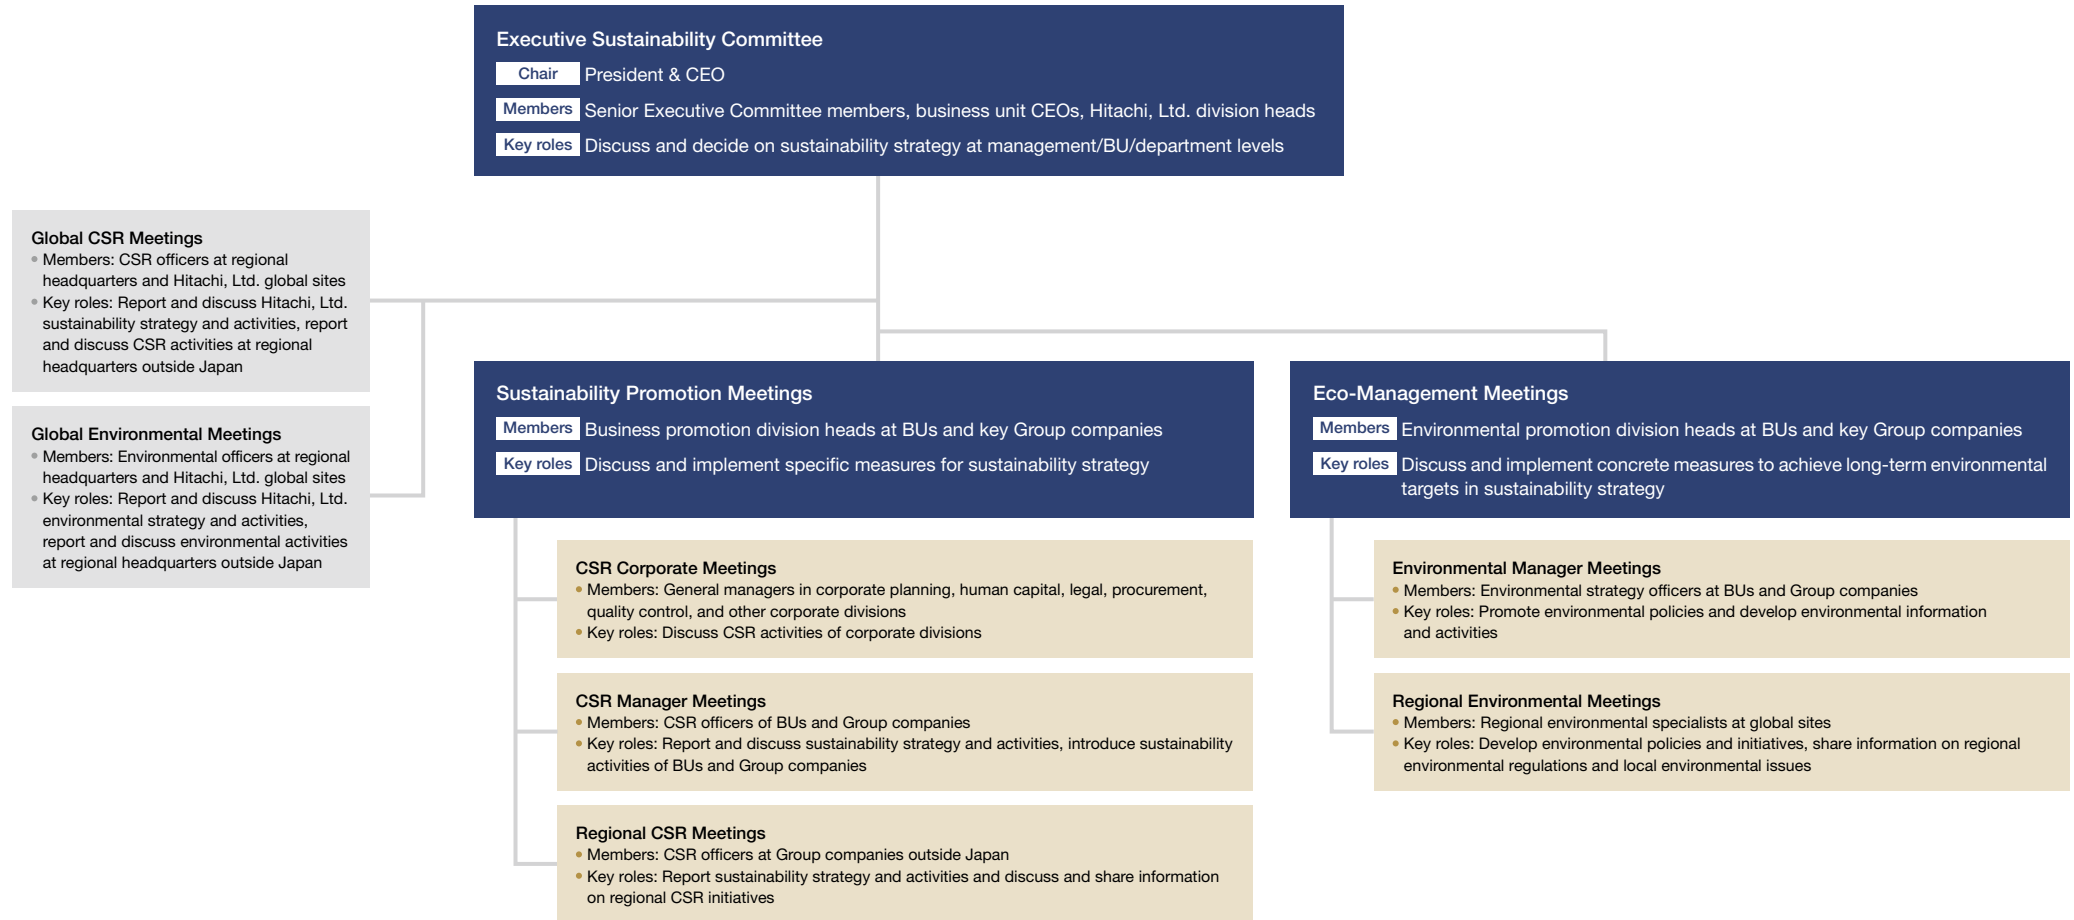 Executive Sustainability Committee
Chair President & CEO
Members Senior Executive Committee members, business unit CEOs, Hitachi, Ltd. division heads
Key roles Discuss and decide on sustainability strategy at management/BU/department levels
Global CSR Meetings
• Members: CSR officers at regional
headquarters and Hitachi, Ltd. global sites
• Key roles: Report and discuss Hitachi, Ltd.
sustainability strategy and activities, report
and discuss CSR activities at regional
headquarters outside Japan
Global Environmental Meetings
• Members: Environmental officers at regional
headquarters and Hitachi, Ltd. global sites
• Key roles: Report and discuss Hitachi, Ltd.
environmental strategy and activities,
report and discuss environmental activities
at regional headquarters outside Japan
Sustainability Promotion Meetings
Members Business promotion division heads at BUs and key Group companies
Key roles Discuss and implement specific measures for sustainability strategy
CSR Corporate Meetings
• Members: General managers in corporate planning, human capital, legal, procurement,
quality control, and other corporate divisions
• Key roles: Discuss CSR activities of corporate divisions
CSR Manager Meetings
• Members: CSR officers of BUs and Group companies
• Key roles: Report and discuss sustainability strategy and activities, introduce sustainability
activities of BUs and Group companies
Regional CSR Meetings
• Members: CSR officers at Group companies outside Japan
• Key roles: Report sustainability strategy and activities and discuss and share information
on regional CSR initiatives
Eco-Management Meetings
Members Environmental promotion division heads at BUs and key Group companies
Key roles Discuss and implement concrete measures to achieve long-term environmental
targets in sustainability strategy
Environmental Manager Meetings
• Members: Environmental strategy officers at BUs and Group companies
• Key roles: Promote environmental policies and develop environmental information
and activities
Regional Environmental Meetings
• Members: Regional environmental specialists at global sites
• Key roles: Develop environmental policies and initiatives, share information on regional
environmental regulations and local environmental issues